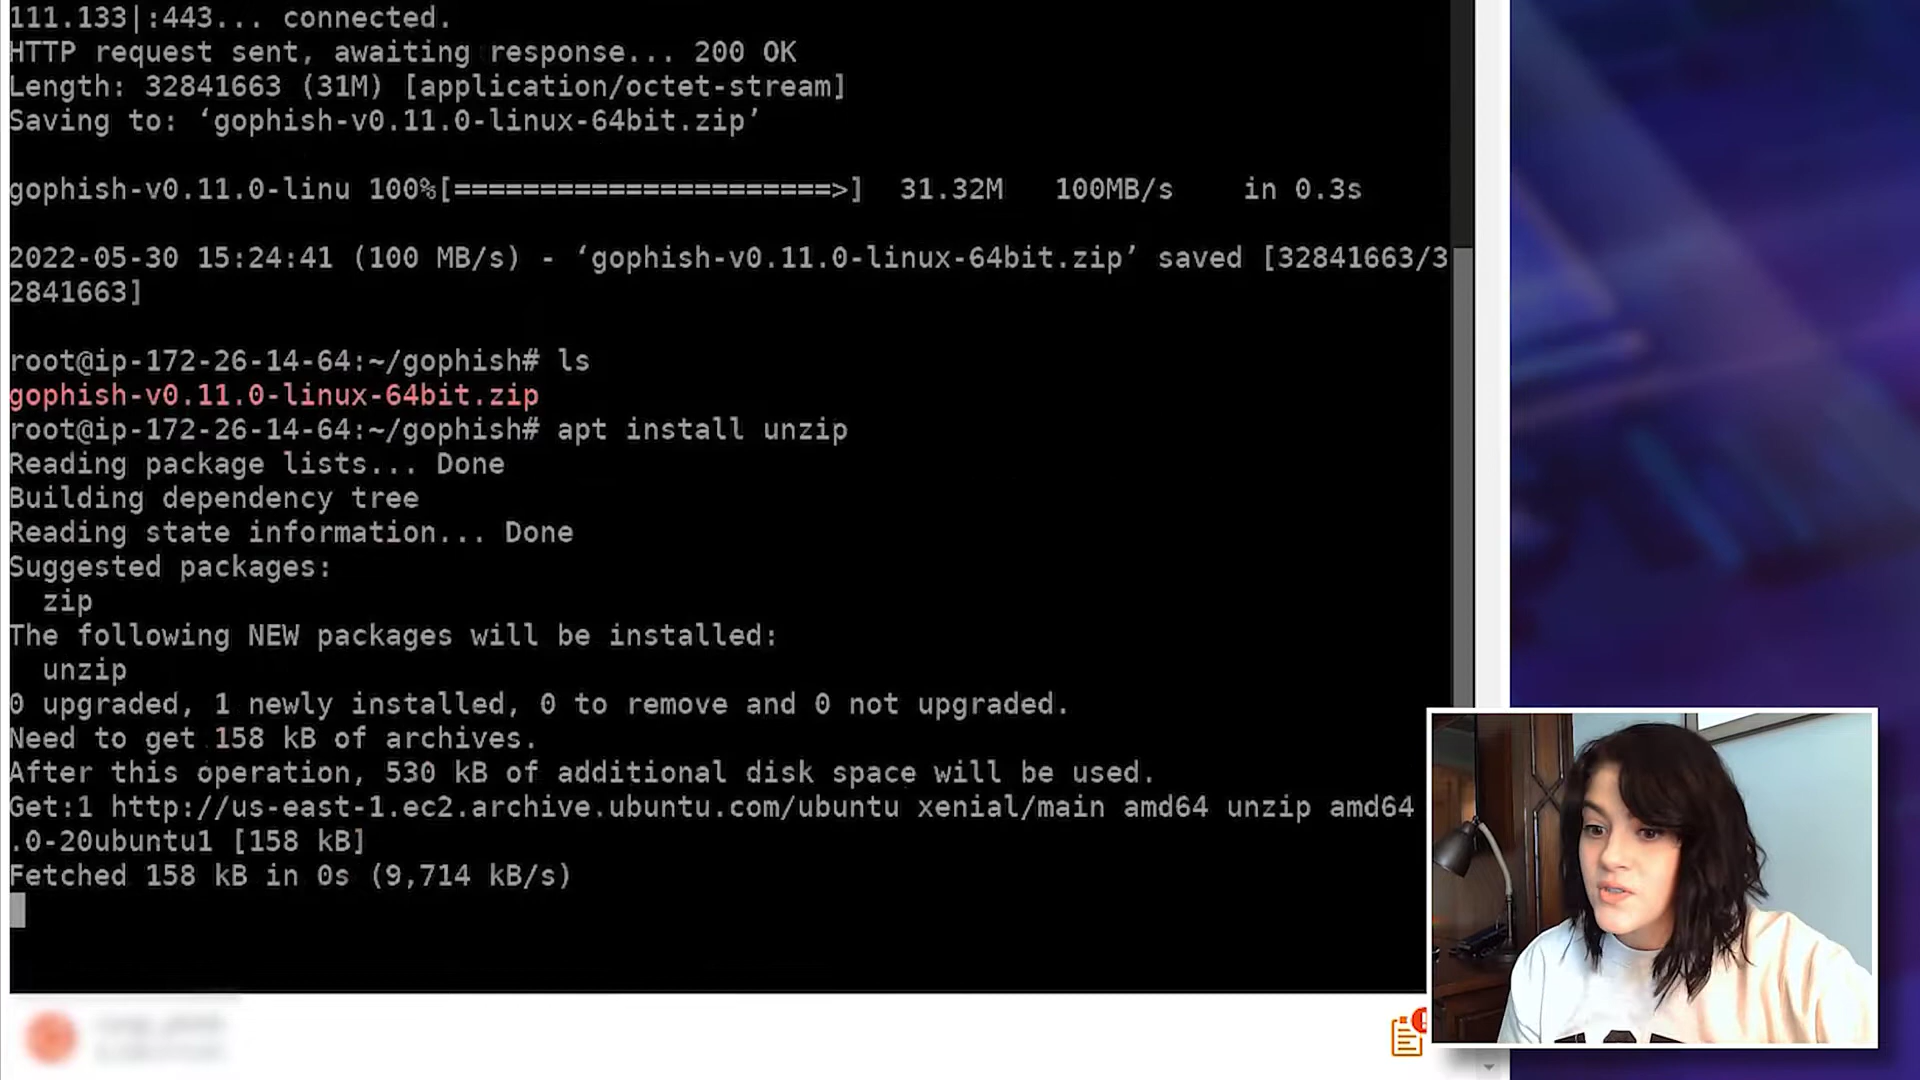 111.133|:443... connected.
HTTP request sent, awaiting response... 200 OK
Length: 32841663 (31M) [application/octet-stream]
Saving to: ‘gophish-v0.11.0-linux-64bit.zip’
gophish-v0.11.0-linu 100%[======================>]  31.32M   100MB/s    in 0.3s
2022-05-30 15:24:41 (100 MB/s) - ‘gophish-v0.11.0-linux-64bit.zip’ saved [32841663/3
2841663]
root@ip-172-26-14-64:~/gophish# ls
gophish-v0.11.0-linux-64bit.zip
root@ip-172-26-14-64:~/gophish# apt install unzip
Reading package lists... Done
Building dependency tree
Reading state information... Done
Suggested packages:
  zip
The following NEW packages will be installed:
  unzip
0 upgraded, 1 newly installed, 0 to remove and 0 not upgraded.
Need to get 158 kB of archives.
After this operation, 530 kB of additional disk space will be used.
Get:1 http://us-east-1.ec2.archive.ubuntu.com/ubuntu xenial/main amd64 unzip amd64
.0-20ubuntu1 [158 kB]
Fetched 158 kB in 0s (9,714 kB/s)